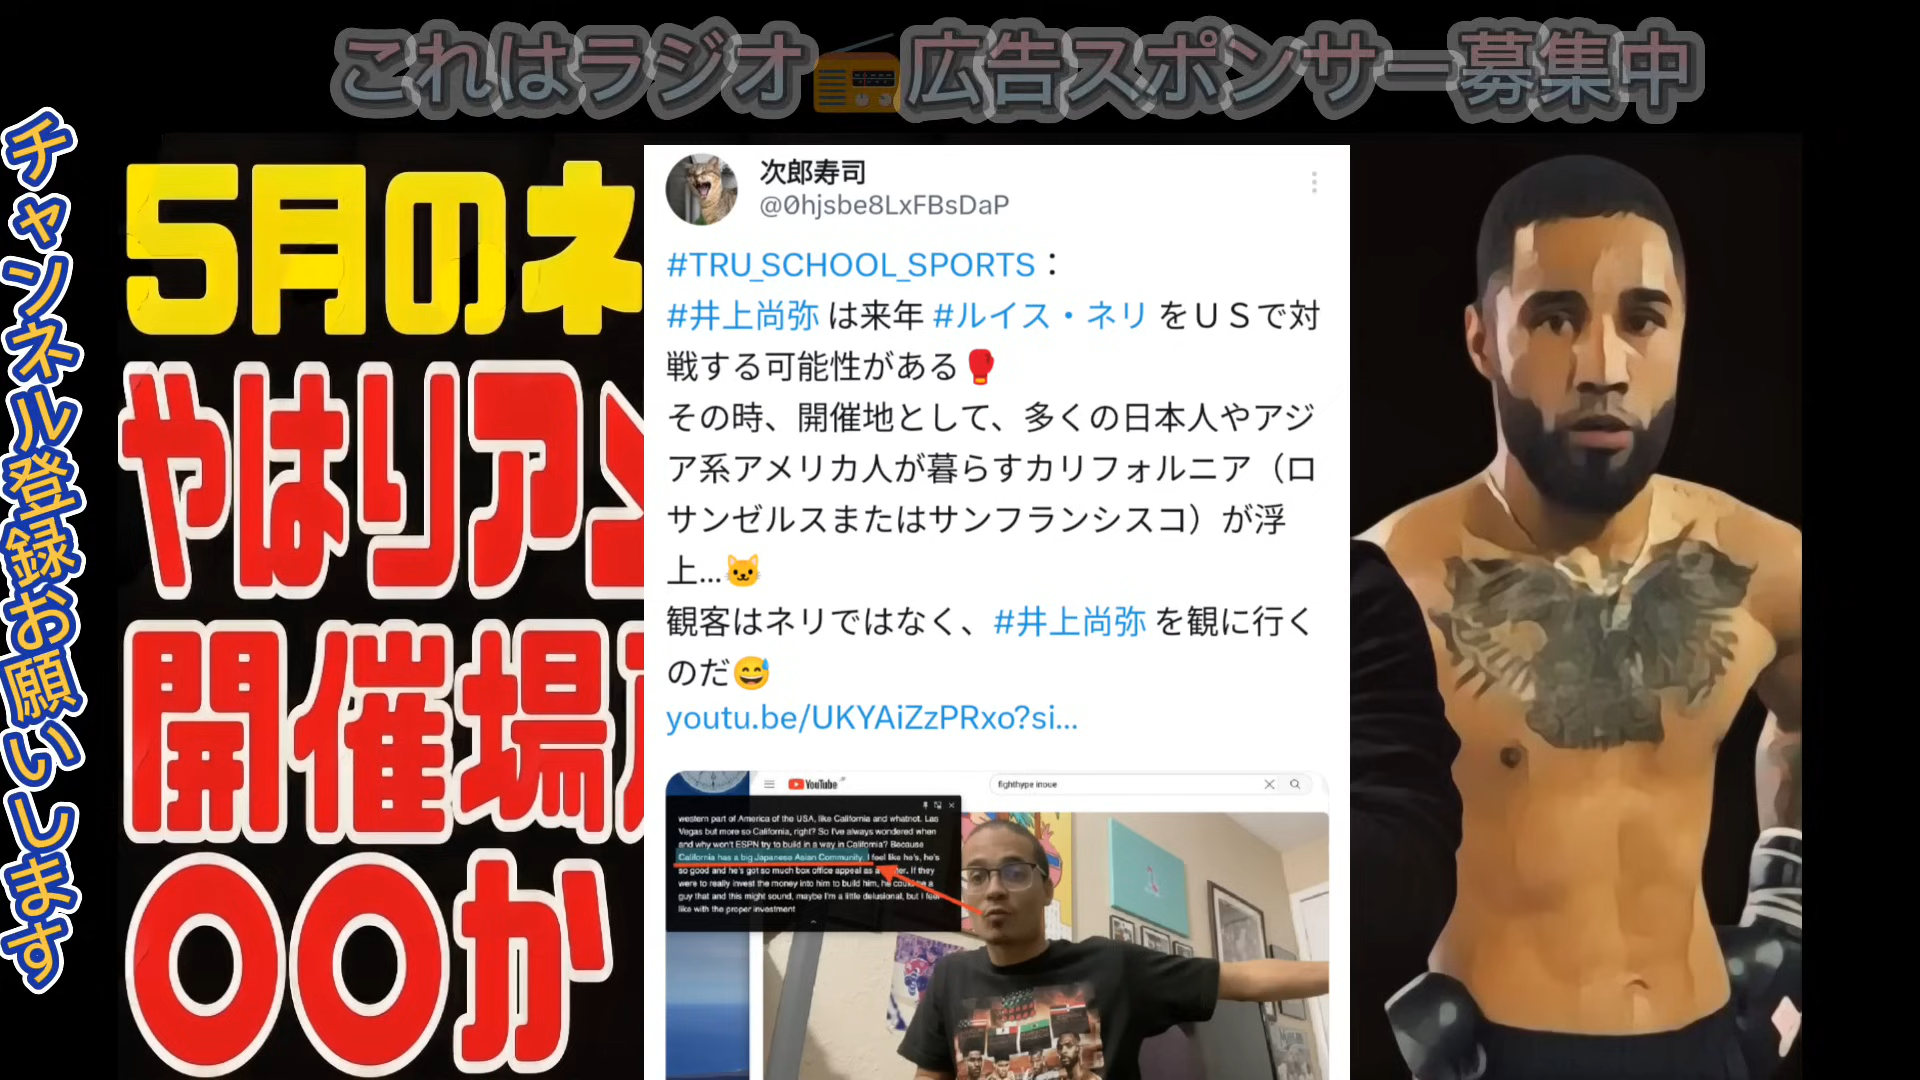 これはラジオ📻広告スポンサー募集中
チャンネル登録お願いします
5月のネ
やはりア
開催場
〇〇か
次郎寿司
@0hjsbe8LxFBsDaP
#TRU_SCHOOL_SPORTS：
#井上尚弥 は来年 #ルイス・ネリ をＵＳで対
戦する可能性がある🥊
その時、開催地として、多くの日本人やアジ
ア系アメリカ人が暮らすカリフォルニア（ロ
サンゼルスまたはサンフランシスコ）が浮
上...🐱
観客はネリではなく、#井上尚弥 を観に行く
のだ😅
youtu.be/UKYAiZzPRxo?si...
YouTube JP
fighthype inoue
western part of America of the USA, like California and whatnot. Las
Vegas but more so California, right? So I've always wondered when
and why won't ESPN try to build in a way in California? Because
California has a big Japanese Asian Community. I feel like he's, he's
so good and he's got so much box office appeal as a If they
were to really invest the money into him to build him, he could be a
guy that and this might sound, maybe I'm a little delusional, but I feel
like with the proper investment